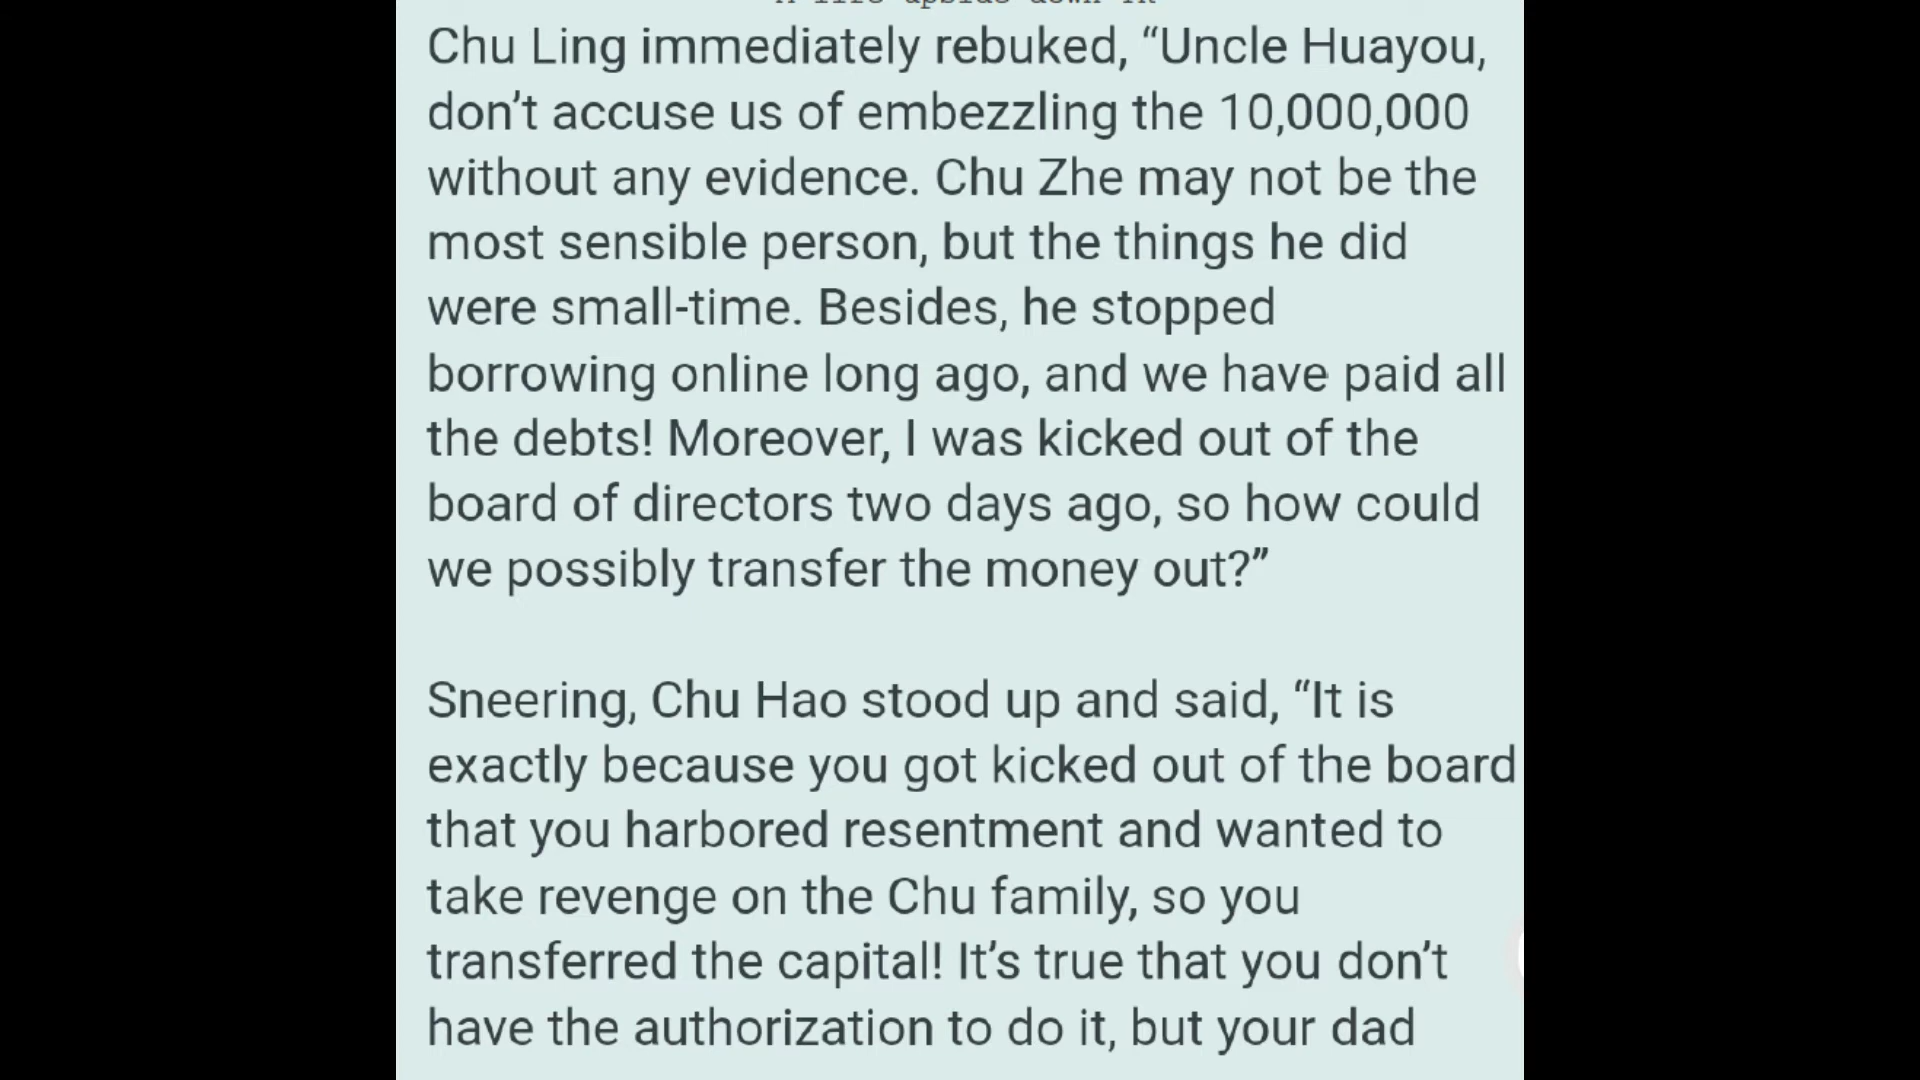 Chu Ling immediately rebuked, “Uncle Huayou,
don’t accuse us of embezzling the 10,000,000
without any evidence. Chu Zhe may not be the
most sensible person, but the things he did
were small-time. Besides, he stopped
borrowing online long ago, and we have paid all
the debts! Moreover, I was kicked out of the
board of directors two days ago, so how could
we possibly transfer the money out?”
Sneering, Chu Hao stood up and said, “It is
exactly because you got kicked out of the board
that you harbored resentment and wanted to
take revenge on the Chu family, so you
transferred the capital! It’s true that you don’t
have the authorization to do it, but your dad